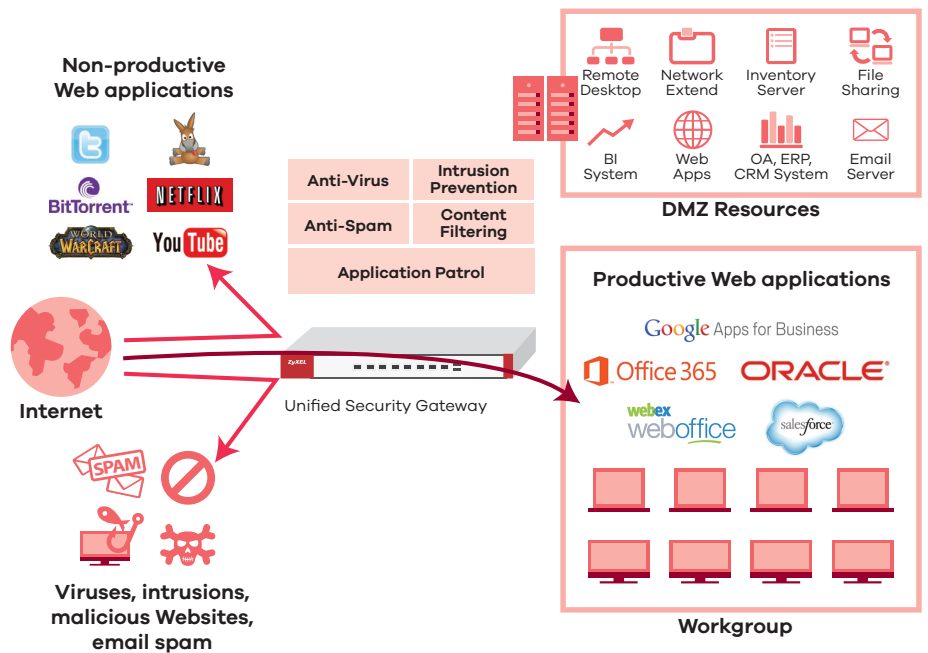 Non-productive
Web applications
BitTorrent
NETFLIX
WORLD
OF
WARCRAFT
YouTube
Internet
SPAM
Viruses, intrusions,
malicious Websites,
email spam
Anti-Virus
Intrusion
Prevention
Anti-Spam
Content
Filtering
Application Patrol
ZyXEL
Unified Security Gateway
Remote
Desktop
Network
Extend
Inventory
Server
File
Sharing
BI
System
Web
Apps
OA, ERP,
CRM System
Email
Server
DMZ Resources
Productive Web applications
Google Apps for Business
Office 365
ORACLE
webex
weboffice
salesforce
Workgroup